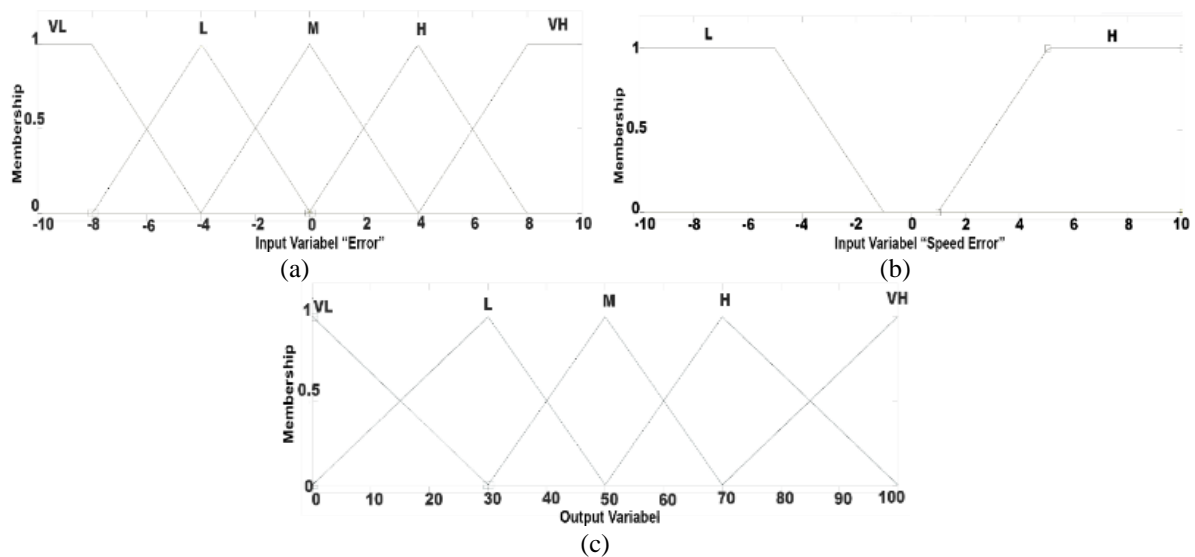 VL L M H VH
1
0.5
0
Membership
-10 -8 -6 -4 -2 0 2 4 6 8 10
Input Variabel “Error”
(a)
L H
1
0.5
0
Membership
-10 -8 -6 -4 -2 0 2 4 6 8 10
Input Variabel “Speed Error”
(b)
VL L M H VH
1
0.5
0
Membership
0 10 20 30 40 50 60 70 80 90 100
Output Variabel
(c)